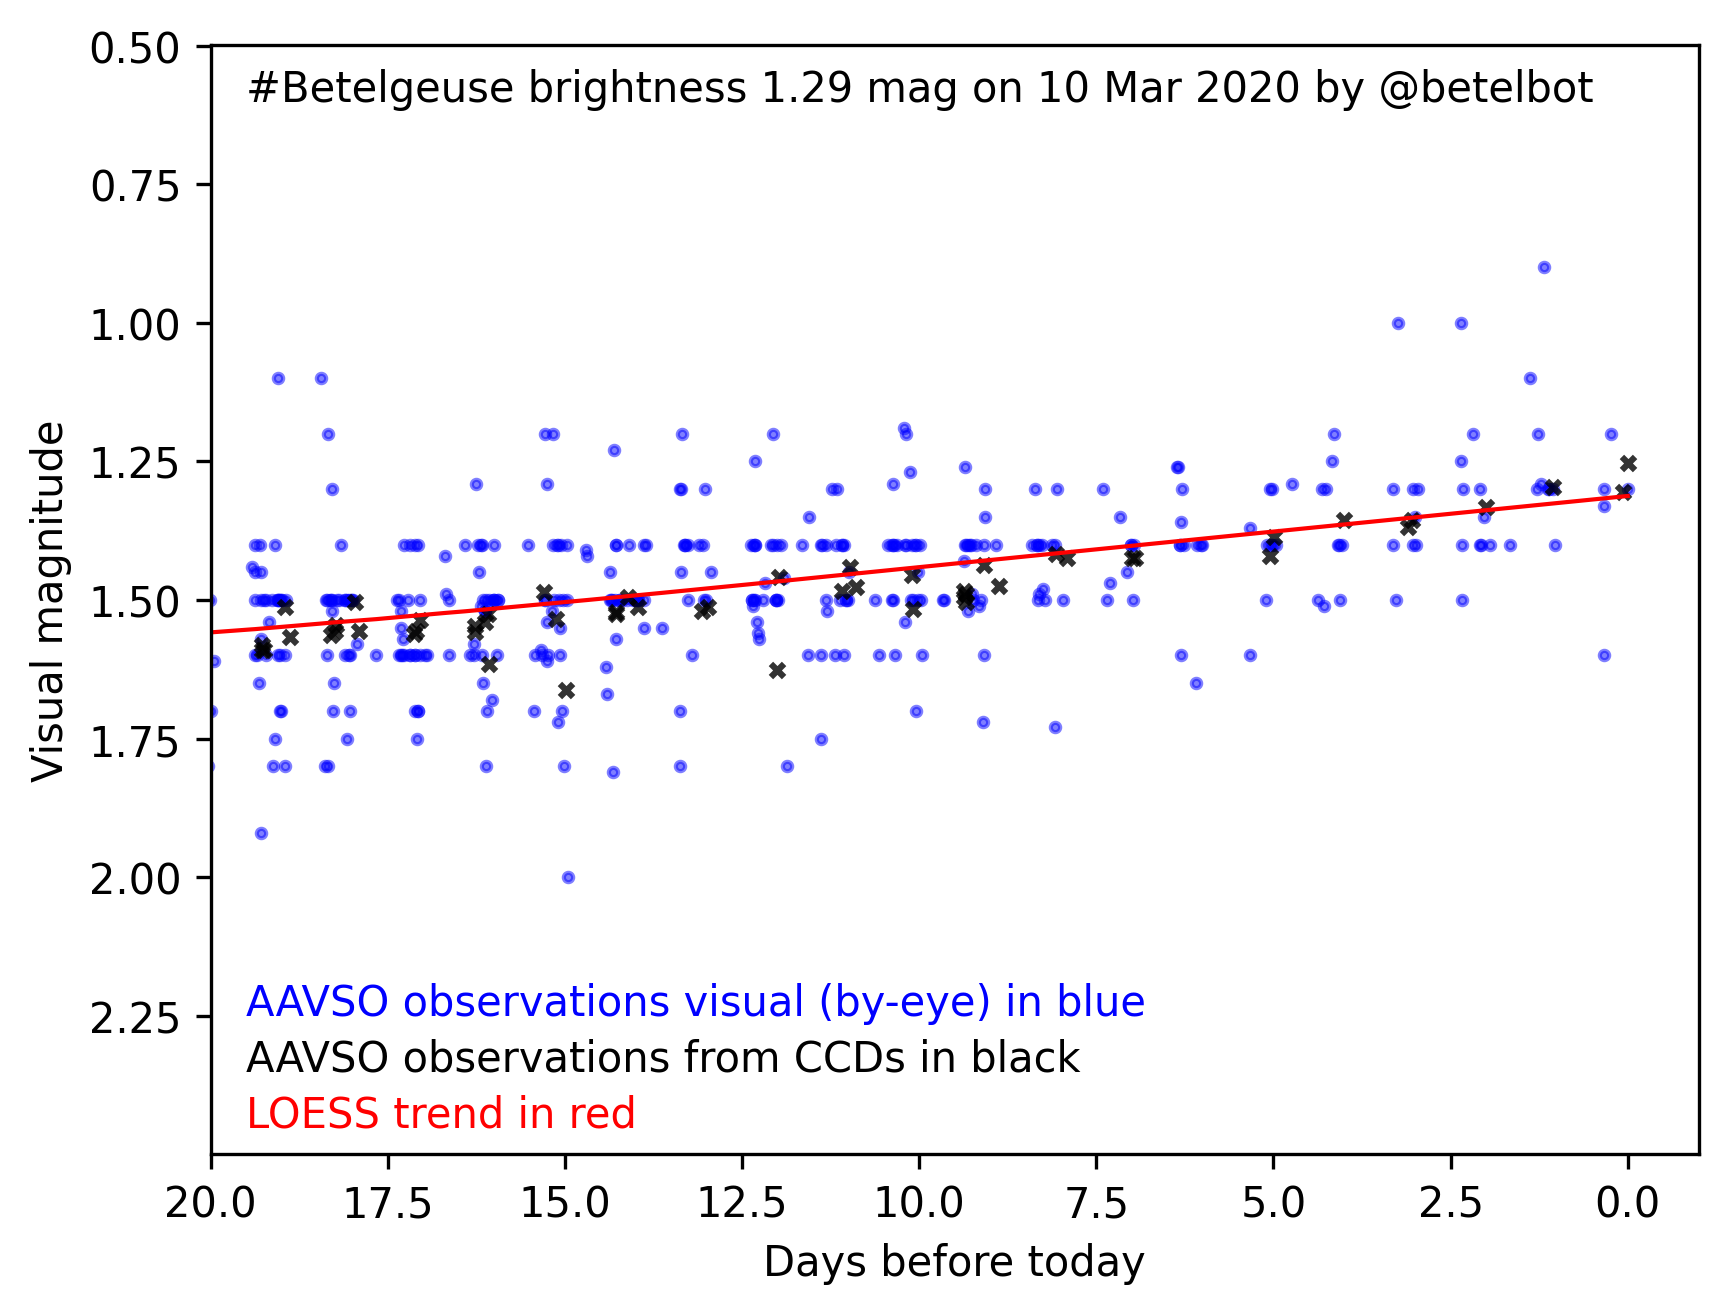 #Betelgeuse brightness 1.29 mag on 10 Mar 2020 by @betelbot
0.50
0.75
1.00
1.25
1.50
1.75
2.00
2.25
Visual magnitude
AAVSO observations visual (by-eye) in blue
AAVSO observations from CCDs in black
LOESS trend in red
20.0 17.5 15.0 12.5 10.0 7.5 5.0 2.5 0.0
Days before today